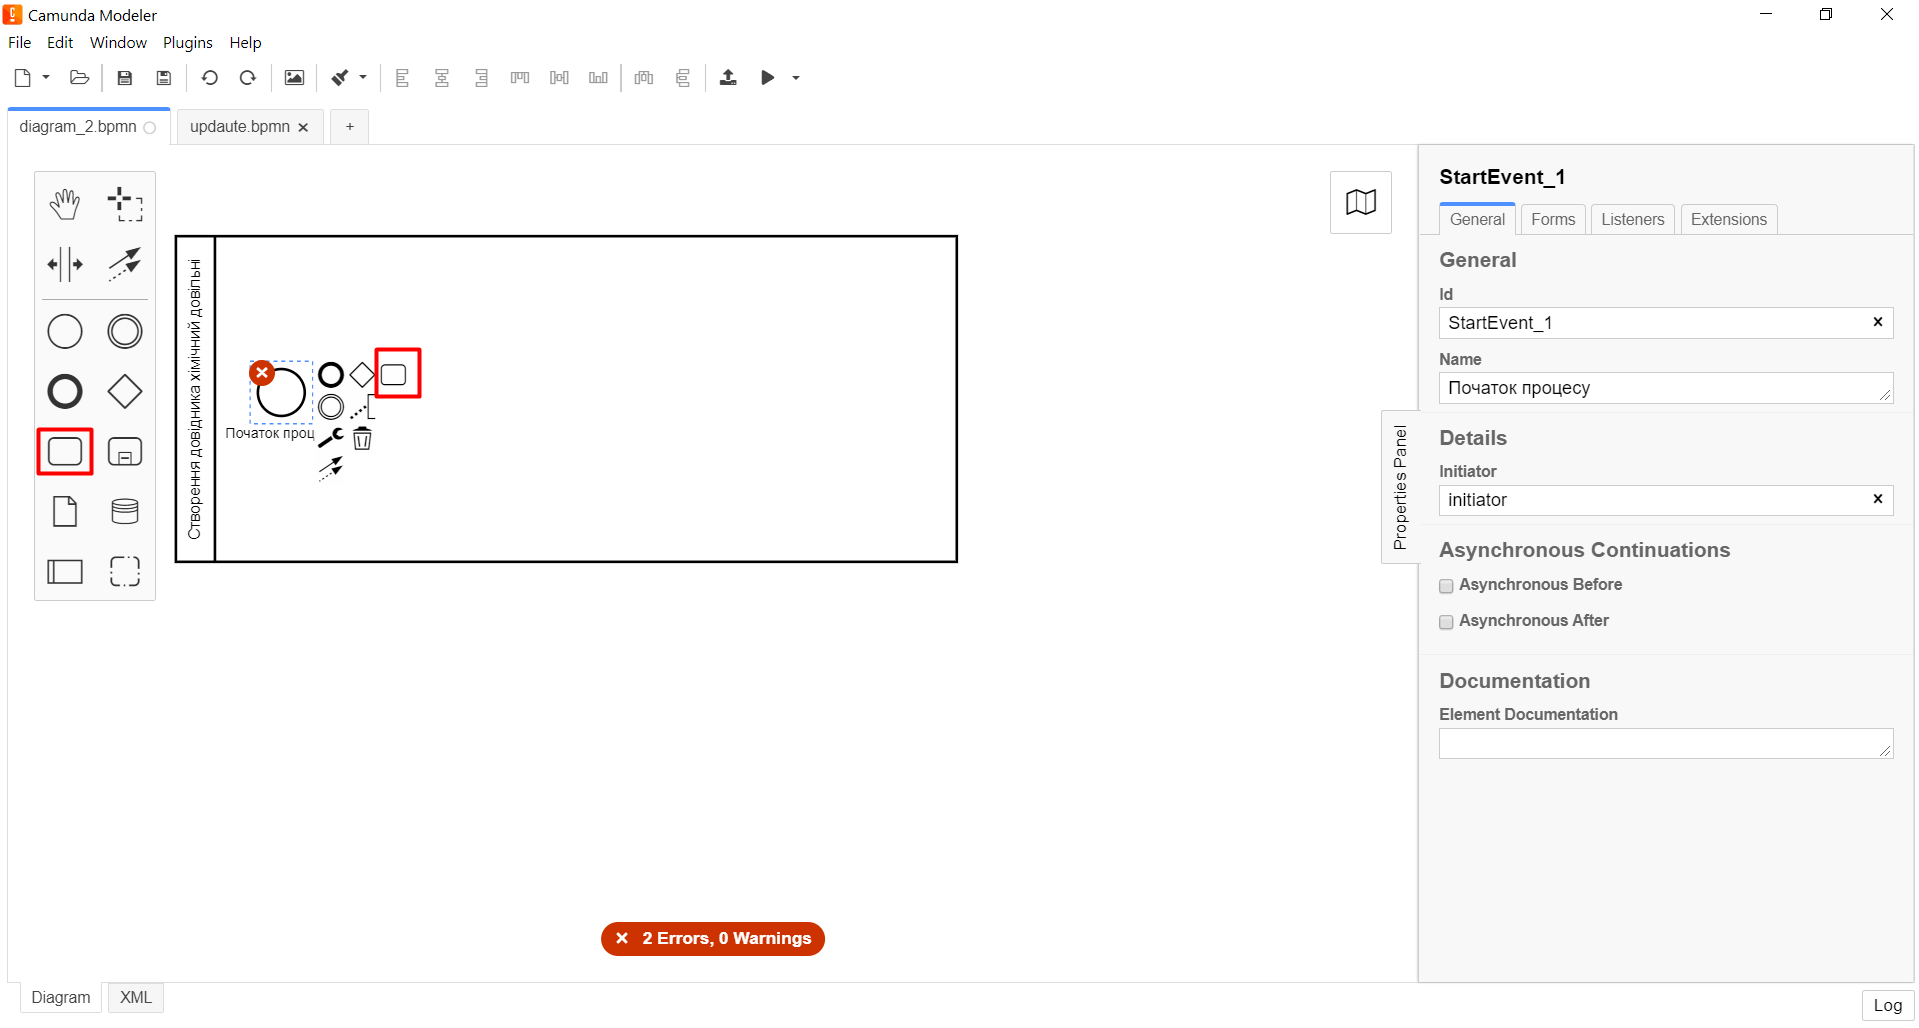 Camunda Modeler
File Edit Window Plugins Help
diagram_2.bpmn
updaute.bpmn
+
Створення довідника хімічний довільні
Початок проц
StartEvent_1
General Forms Listeners Extensions
General
Id
StartEvent_1
Name
Початок процесу
Properties Panel
Details
Initiator
initiator
Asynchronous Continuations
Asynchronous Before
Asynchronous After
Documentation
Element Documentation
2 Errors, 0 Warnings
Diagram XML
Log